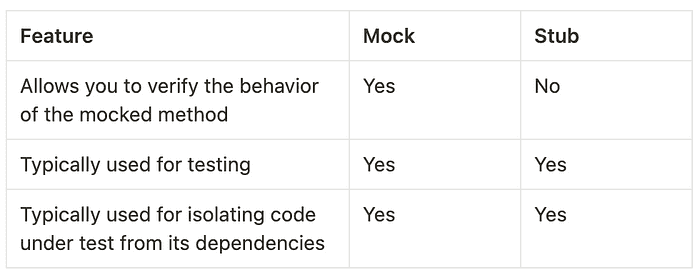 Feature Mock Stub
Allows you to verify the behavior Yes No
of the mocked method
Typically used for testing Yes Yes
Typically used for isolating code Yes Yes
under test from its dependencies